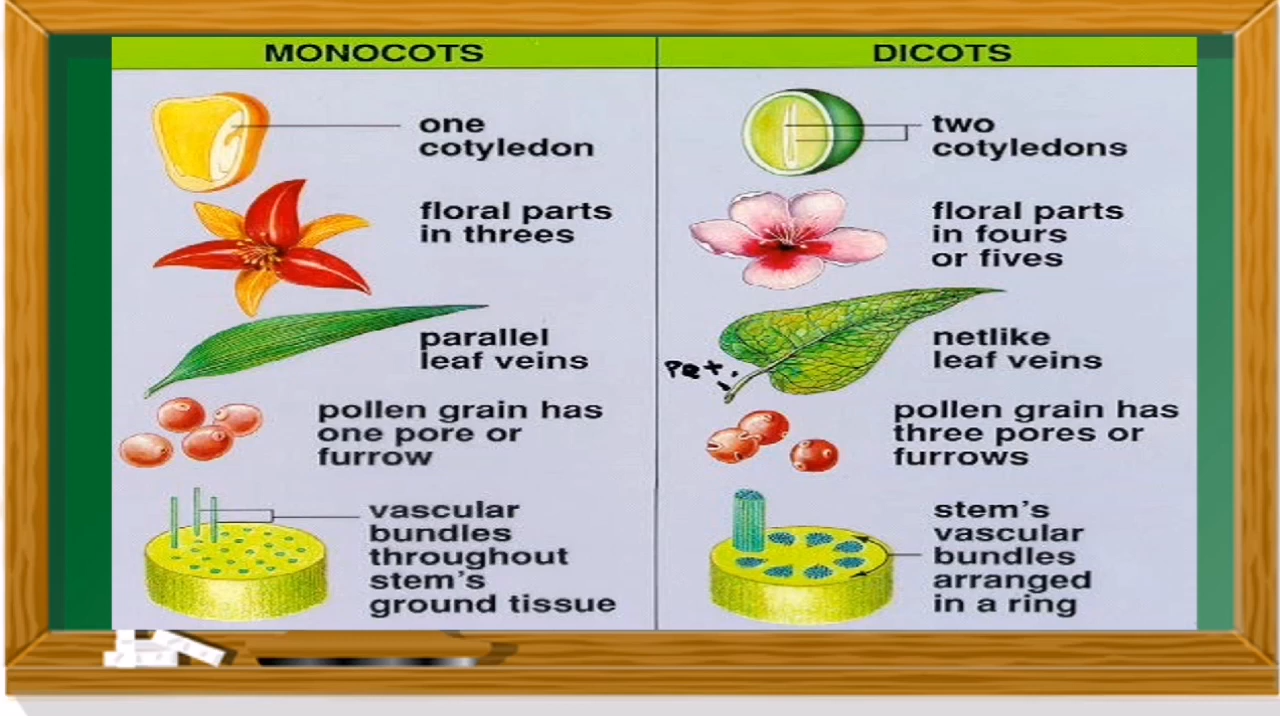 MONOCOTS
one
cotyledon
floral parts
in threes
parallel
leaf veins
pollen grain has
one pore or
furrow
vascular
bundles
throughout
stem's
ground tissue
DICOTS
two
cotyledons
floral parts
in fours
or fives
netlike
leaf veins
pollen grain has
three pores or
furrows
stem's
vascular
bundles
arranged
in a ring